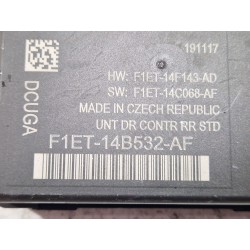 191117
HW: F1ET-14F143-AD
SW: F1ET-14C068-AF
MADE IN CZECH REPUBLIC
UNT DR CONTR RR STD
F1ET-14B532-AF
DCUGA